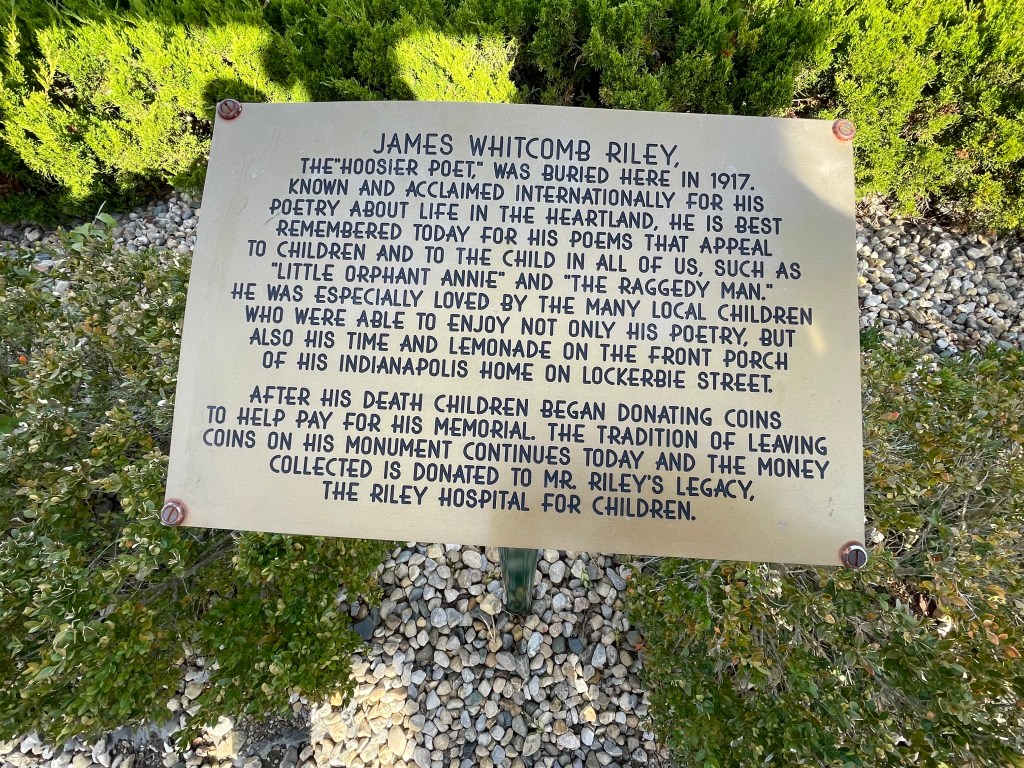 JAMES WHITCOMB RILEY,
THE "HOOSIER POET," WAS BURIED HERE IN 1917.
KNOWN AND ACCLAIMED INTERNATIONALLY FOR HIS
POETRY ABOUT LIFE IN THE HEARTLAND, HE IS BEST
REMEMBERED TODAY FOR HIS POEMS THAT APPEAL
TO CHILDREN AND TO THE CHILD IN ALL OF US, SUCH AS
"LITTLE ORPHANT ANNIE" AND "THE RAGGEDY MAN."
HE WAS ESPECIALLY LOVED BY THE MANY LOCAL CHILDREN
WHO WERE ABLE TO ENJOY NOT ONLY HIS POETRY, BUT
ALSO HIS TIME AND LEMONADE ON THE FRONT PORCH
OF HIS INDIANAPOLIS HOME ON LOCKERBIE STREET.
AFTER HIS DEATH CHILDREN BEGAN DONATING COINS
TO HELP PAY FOR HIS MEMORIAL. THE TRADITION OF LEAVING
COINS ON HIS MONUMENT CONTINUES TODAY AND THE MONEY
COLLECTED IS DONATED TO MR. RILEY'S LEGACY,
THE RILEY HOSPITAL FOR CHILDREN.